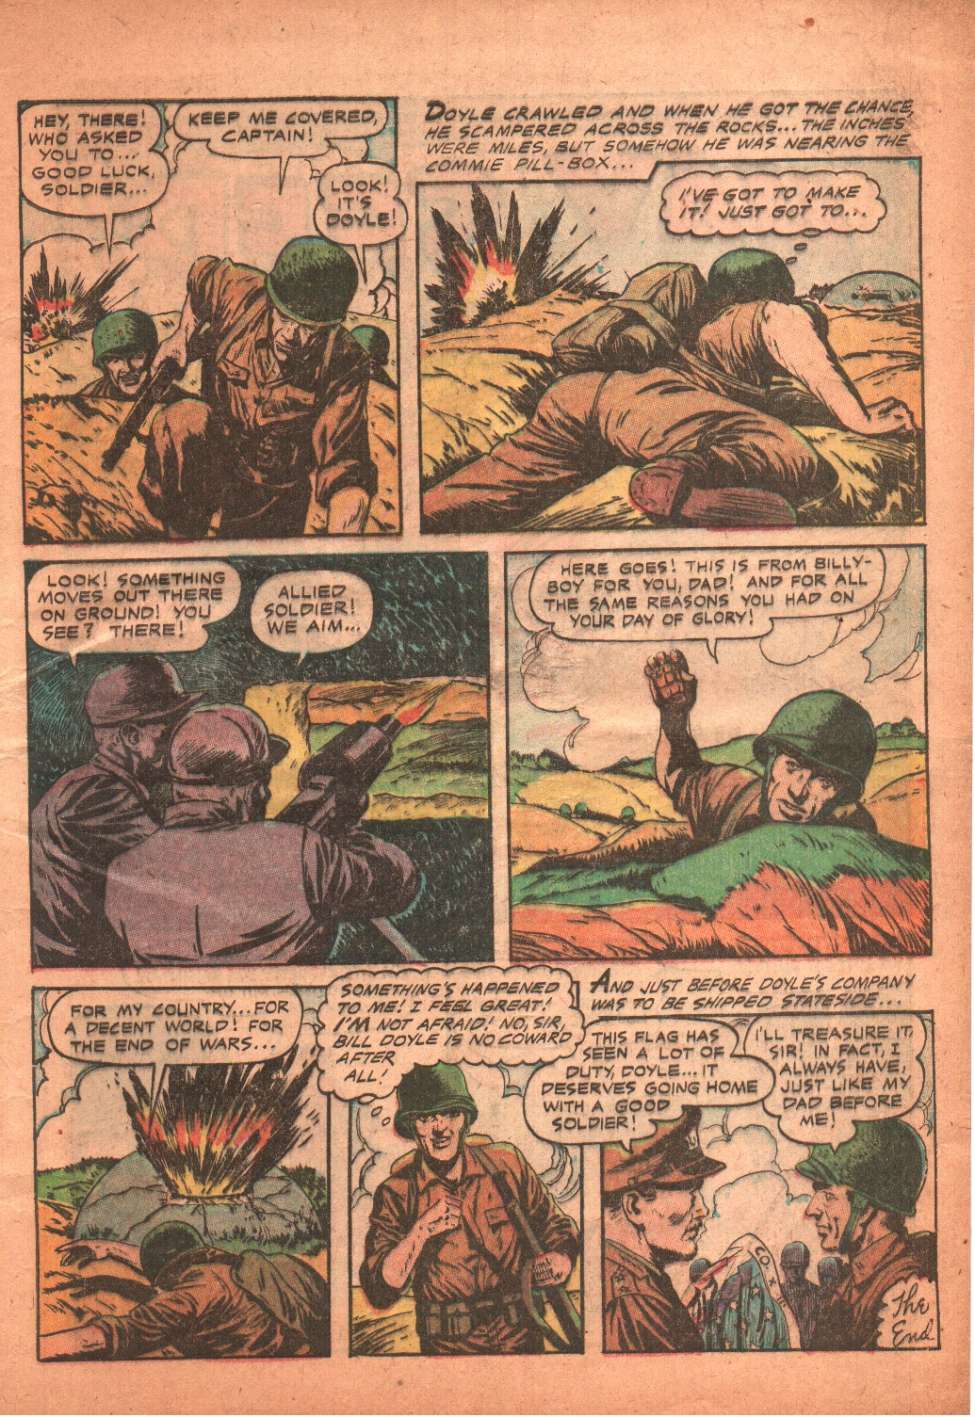 HEY, THERE!
WHO ASKED
YOU TO...
GOOD LUCK,
SOLDIER...
KEEP ME COVERED,
CAPTAIN!
LOOK!
IT'S
DOYLE!
DOYLE CRAWLED AND WHEN HE GOT THE CHANCE,
HE SCAMPERED ACROSS THE ROCKS... THE INCHES
WERE MILES, BUT SOMEHOW HE WAS NEARING THE
COMMIE PILL-BOX...
I'VE GOT TO MAKE
IT! JUST GOT TO...
LOOK! SOMETHING
MOVES OUT THERE
ON GROUND! YOU
SEE? THERE!
ALLIED
SOLDIER!
WE AIM...
HERE GOES! THIS IS FROM BILLY-
BOY FOR YOU, DAD! AND FOR ALL
THE SAME REASONS YOU HAD ON
YOUR DAY OF GLORY!
FOR MY COUNTRY...FOR
A DECENT WORLD! FOR
THE END OF WARS...
SOMETHING'S HAPPENED
TO ME! I FEEL GREAT!
I'M NOT AFRAID! NO, SIR,
BILL DOYLE IS NO COWARD
AFTER
ALL!
AND JUST BEFORE DOYLE'S COMPANY
WAS TO BE SHIPPED STATESIDE...
THIS FLAG HAS
SEEN A LOT OF
DUTY, DOYLE...IT
DESERVES GOING HOME
WITH A GOOD
SOLDIER!
I'LL TREASURE IT,
SIR! IN FACT, I
ALWAYS HAVE,
JUST LIKE MY
DAD BEFORE
ME!
CO. X
The
End